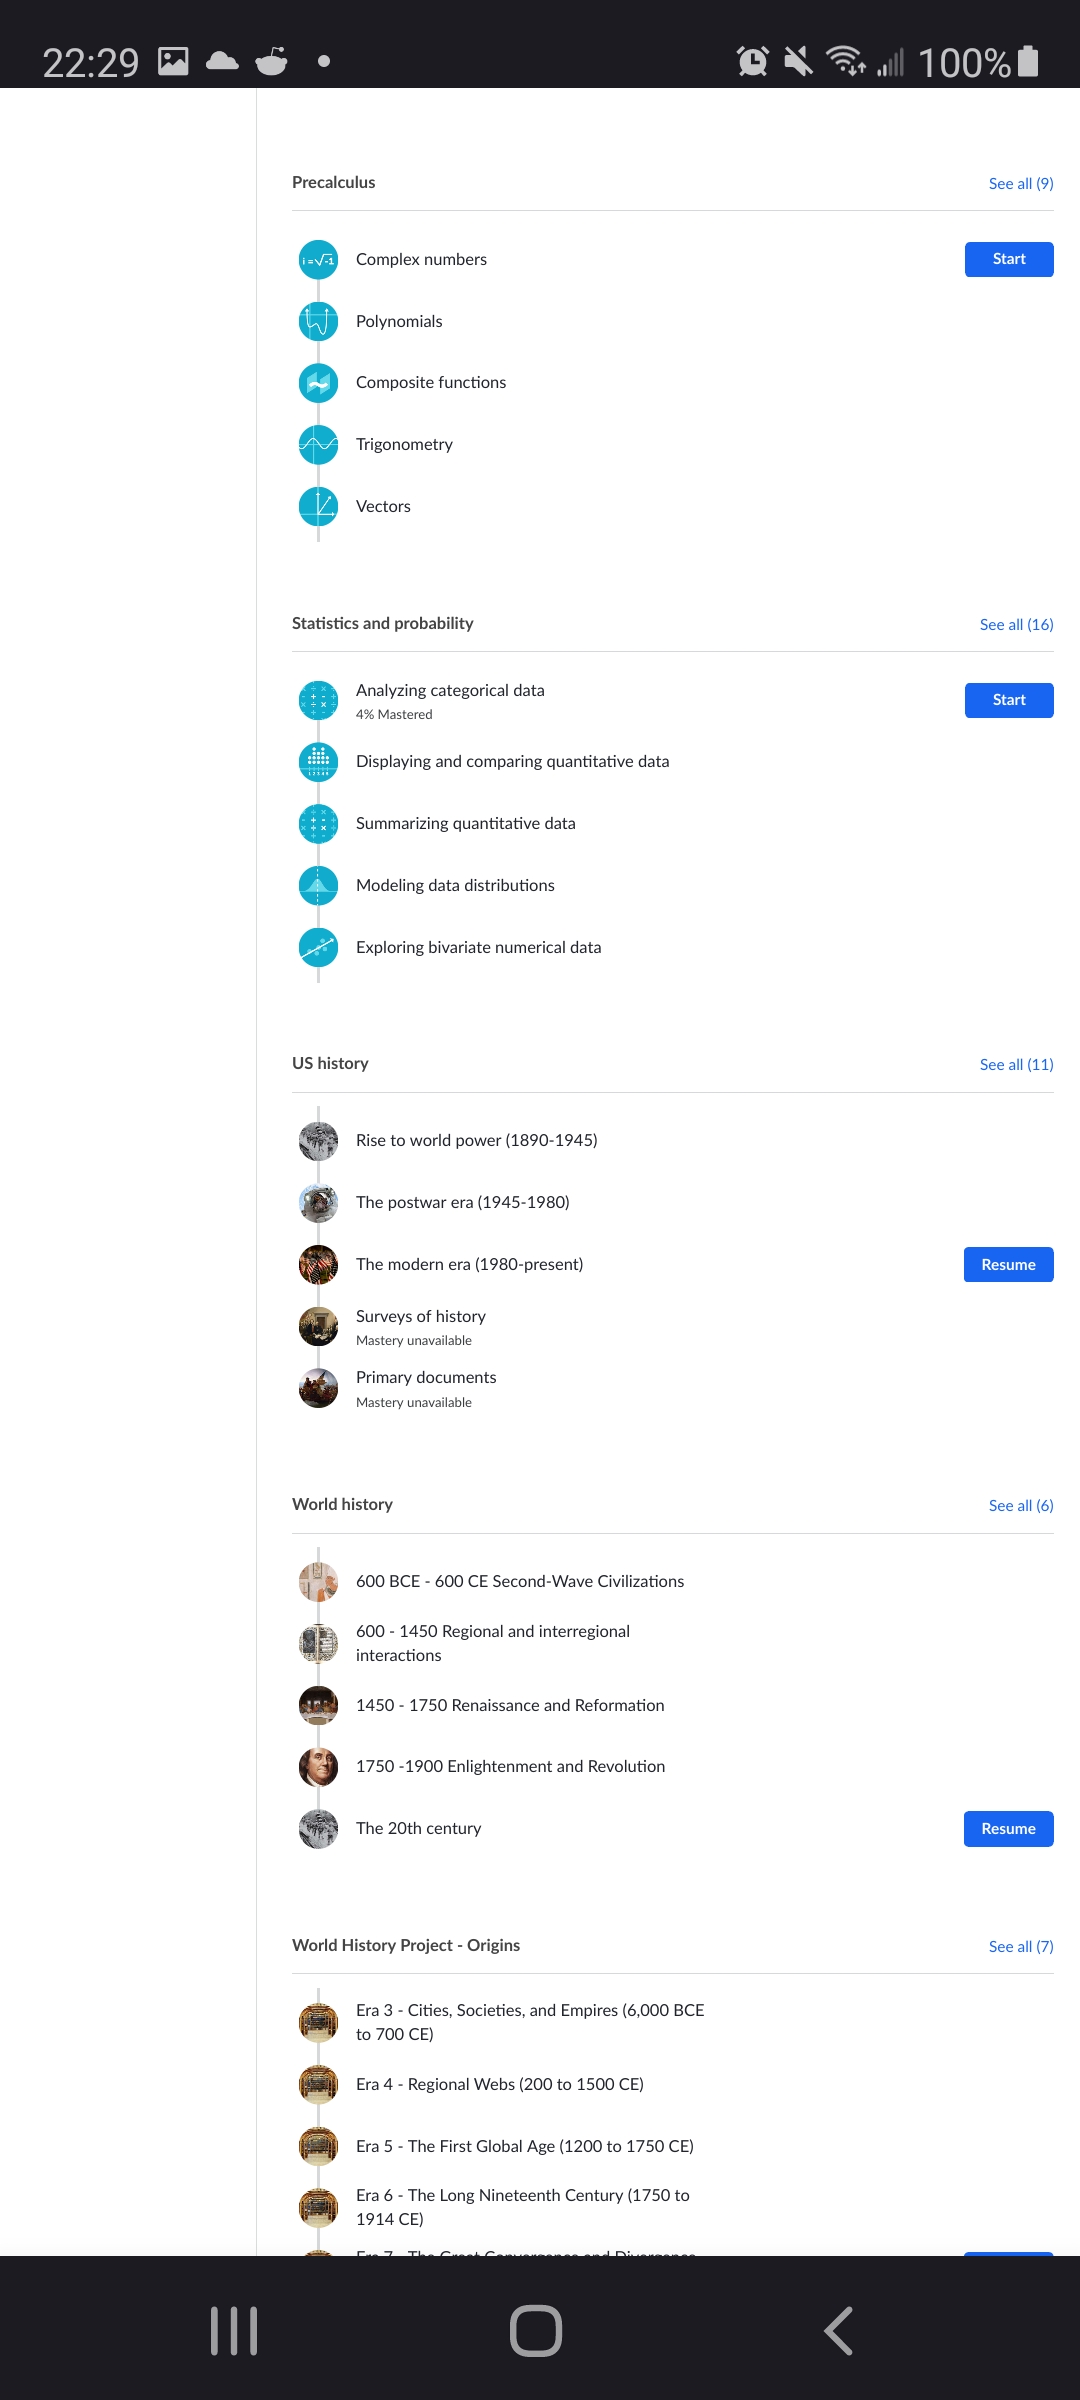 22:29
100%
Precalculus
See all (9)
i=√-1
Complex numbers
Start
Polynomials
Composite functions
Trigonometry
Vectors
Statistics and probability
See all (16)
Analyzing categorical data
4% Mastered
Start
Displaying and comparing quantitative data
Summarizing quantitative data
Modeling data distributions
Exploring bivariate numerical data
US history
See all (11)
Rise to world power (1890-1945)
The postwar era (1945-1980)
The modern era (1980-present)
Resume
Surveys of history
Mastery unavailable
Primary documents
Mastery unavailable
World history
See all (6)
600 BCE - 600 CE Second-Wave Civilizations
600 - 1450 Regional and interregional
interactions
1450 - 1750 Renaissance and Reformation
1750 -1900 Enlightenment and Revolution
The 20th century
Resume
World History Project - Origins
See all (7)
Era 3 - Cities, Societies, and Empires (6,000 BCE
to 700 CE)
Era 4 - Regional Webs (200 to 1500 CE)
Era 5 - The First Global Age (1200 to 1750 CE)
Era 6 - The Long Nineteenth Century (1750 to
1914 CE)
Era 7 - The Great Convergence and Divergence